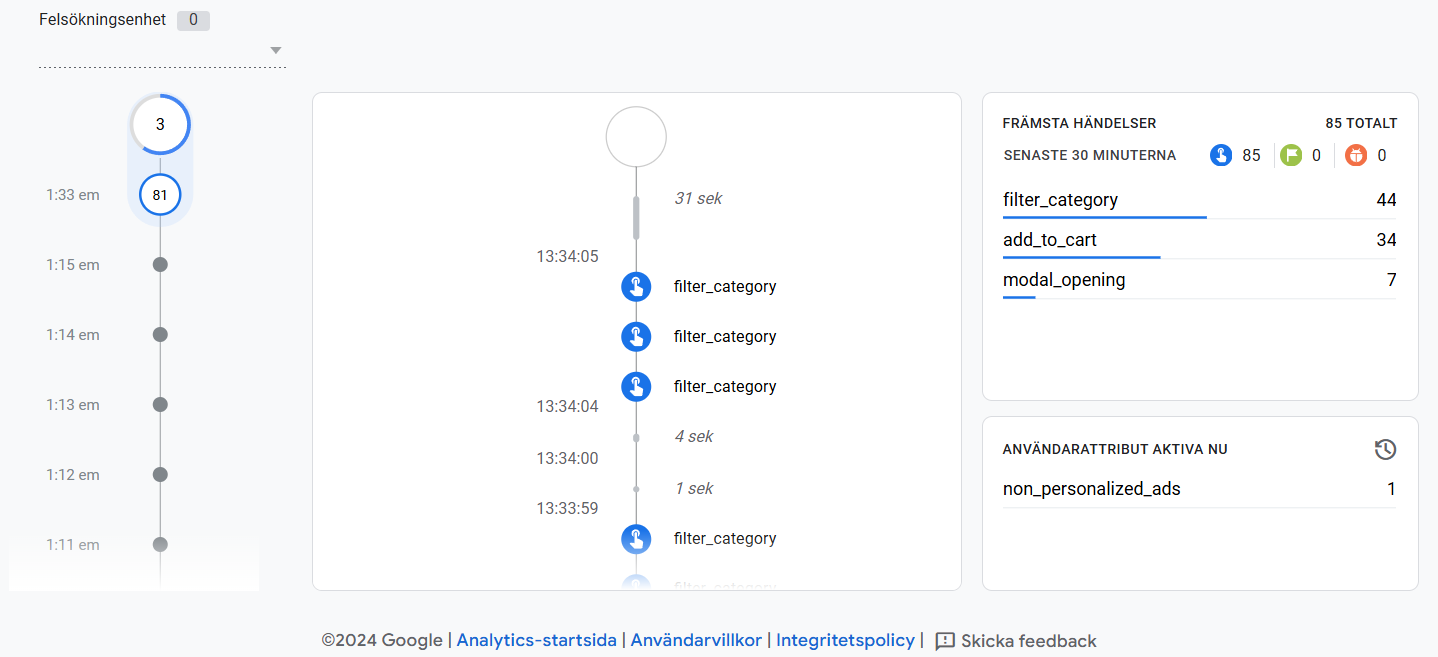 Felsökningsenhet 0
3
1:33 em 81
1:15 em
1:14 em
1:13 em
1:12 em
1:11 em
31 sek
13:34:05
filter_category
filter_category
filter_category
13:34:04
4 sek
13:34:00
1 sek
13:33:59
filter_category
filter_category
FRÄMSTA HÄNDELSER 85 TOTALT
SENASTE 30 MINUTERNA 85 0 0
filter_category 44
add_to_cart 34
modal_opening 7
ANVÄNDARATTRIBUT AKTIVA NU
non_personalized_ads 1
©2024 Google | Analytics-startsida | Användarvillkor | Integritetspolicy | Skicka feedback